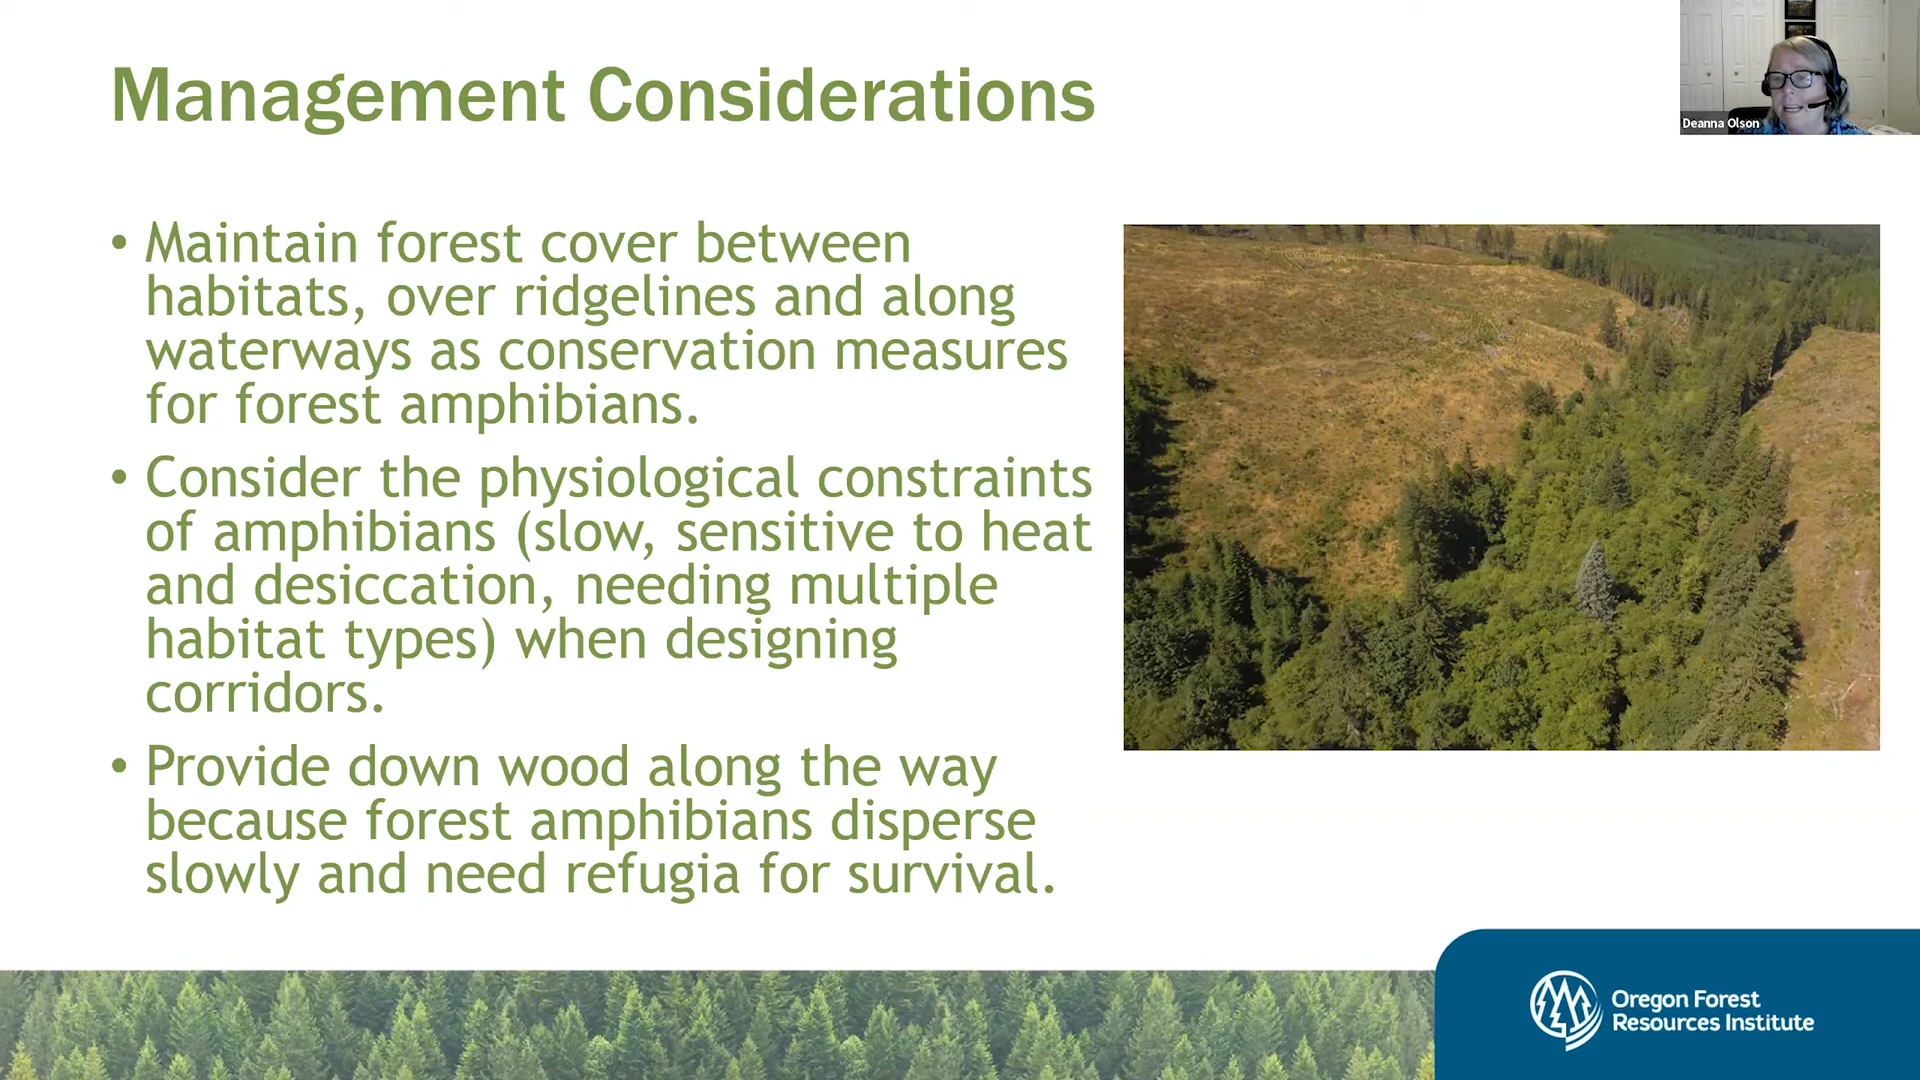 Management Considerations
Deanna Olson
• Maintain forest cover between
habitats, over ridgelines and along
waterways as conservation measures
for forest amphibians.
• Consider the physiological constraints
of amphibians (slow, sensitive to heat
and desiccation, needing multiple
habitat types) when designing
corridors.
• Provide down wood along the way
because forest amphibians disperse
slowly and need refugia for survival.
Oregon Forest
Resources Institute